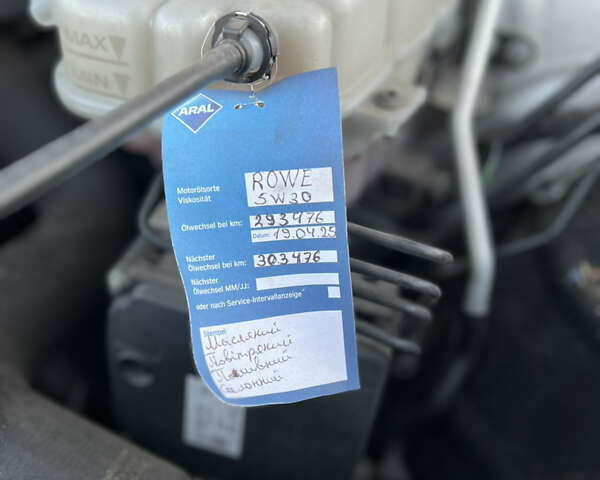 MAX
MIN
ARAL
Motorölsorte
Viskosität
ROWE
5W30
Ölwechsel bei km: 293476
Datum: 19.04.25
Nächster
Ölwechsel bei km: 303476
Nächster
Ölwechsel MM/JJ:
oder nach Service-Intervallanzeige
Stempel
Масляний
Повітряний
Паливний
Салонний